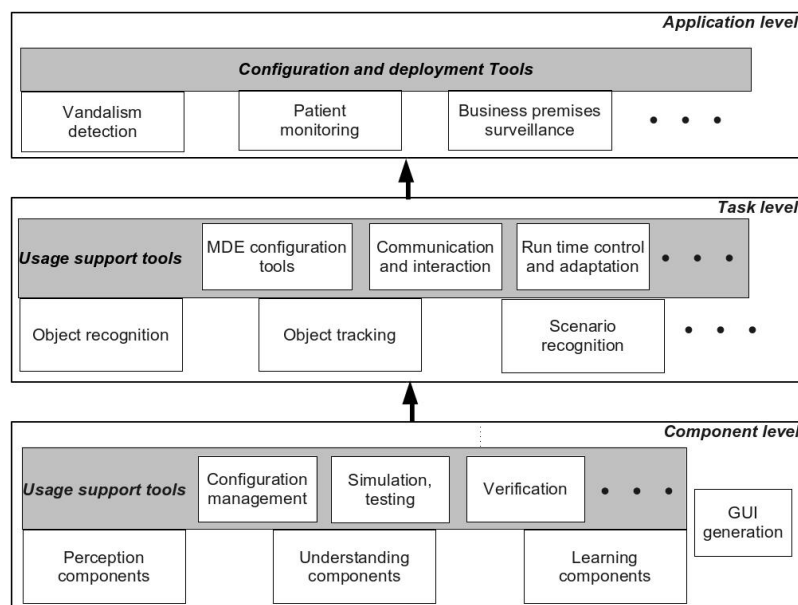 Application level
Configuration and deployment Tools
Vandalism
detection
Patient
monitoring
Business premises
surveillance
Task level
Usage support tools
MDE configuration
tools
Communication
and interaction
Run time control
and adaptation
Object recognition
Object tracking
Scenario
recognition
Component level
Usage support tools
Configuration
management
Simulation,
testing
Verification
GUI
generation
Perception
components
Understanding
components
Learning
components